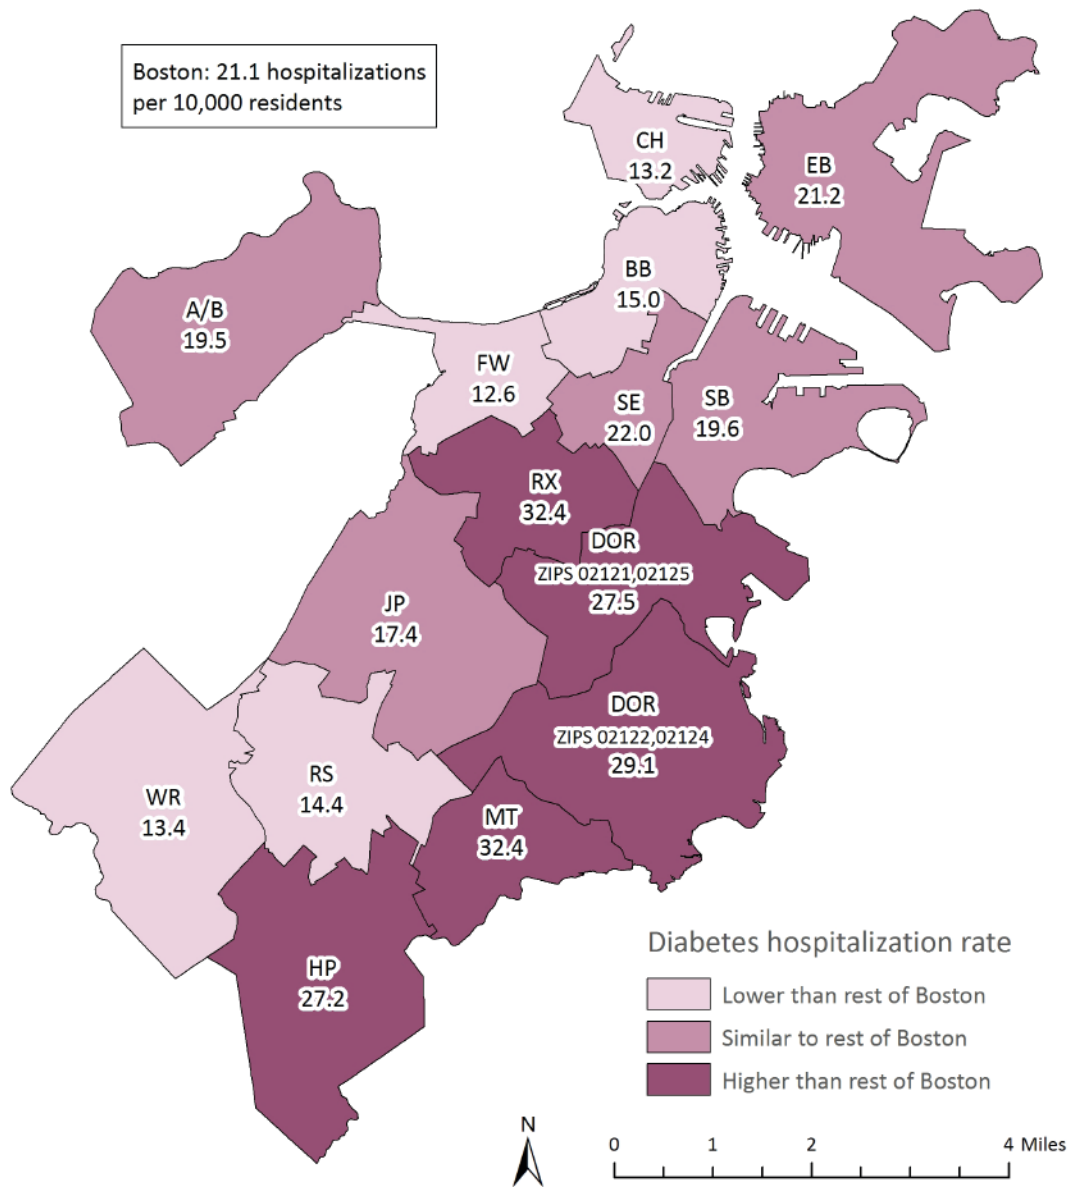 Boston: 21.1 hospitalizations
per 10,000 residents
CH
13.2
EB
21.2
BB
15.0
A/B
19.5
FW
12.6
SE
22.0
SB
19.6
RX
32.4
DOR
ZIPS 02121,02125
27.5
JP
17.4
DOR
ZIPS 02122,02124
29.1
RS
14.4
WR
13.4
MT
32.4
HP
27.2
Diabetes hospitalization rate
Lower than rest of Boston
Similar to rest of Boston
Higher than rest of Boston
N
0 1 2 4 Miles